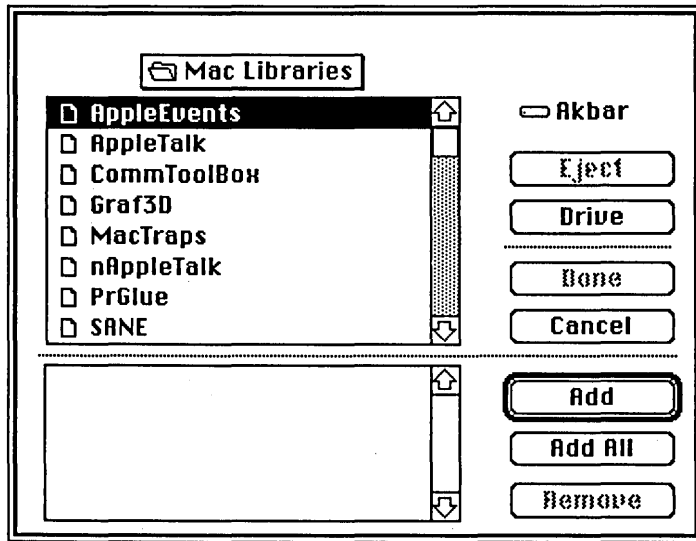 Mac Libraries
AppleEvents
AppleTalk
CommToolBox
Graf3D
MacTraps
nAppleTalk
PrGlue
SANE
Akbar
Eject
Drive
Done
Cancel
Add
Add All
Remove